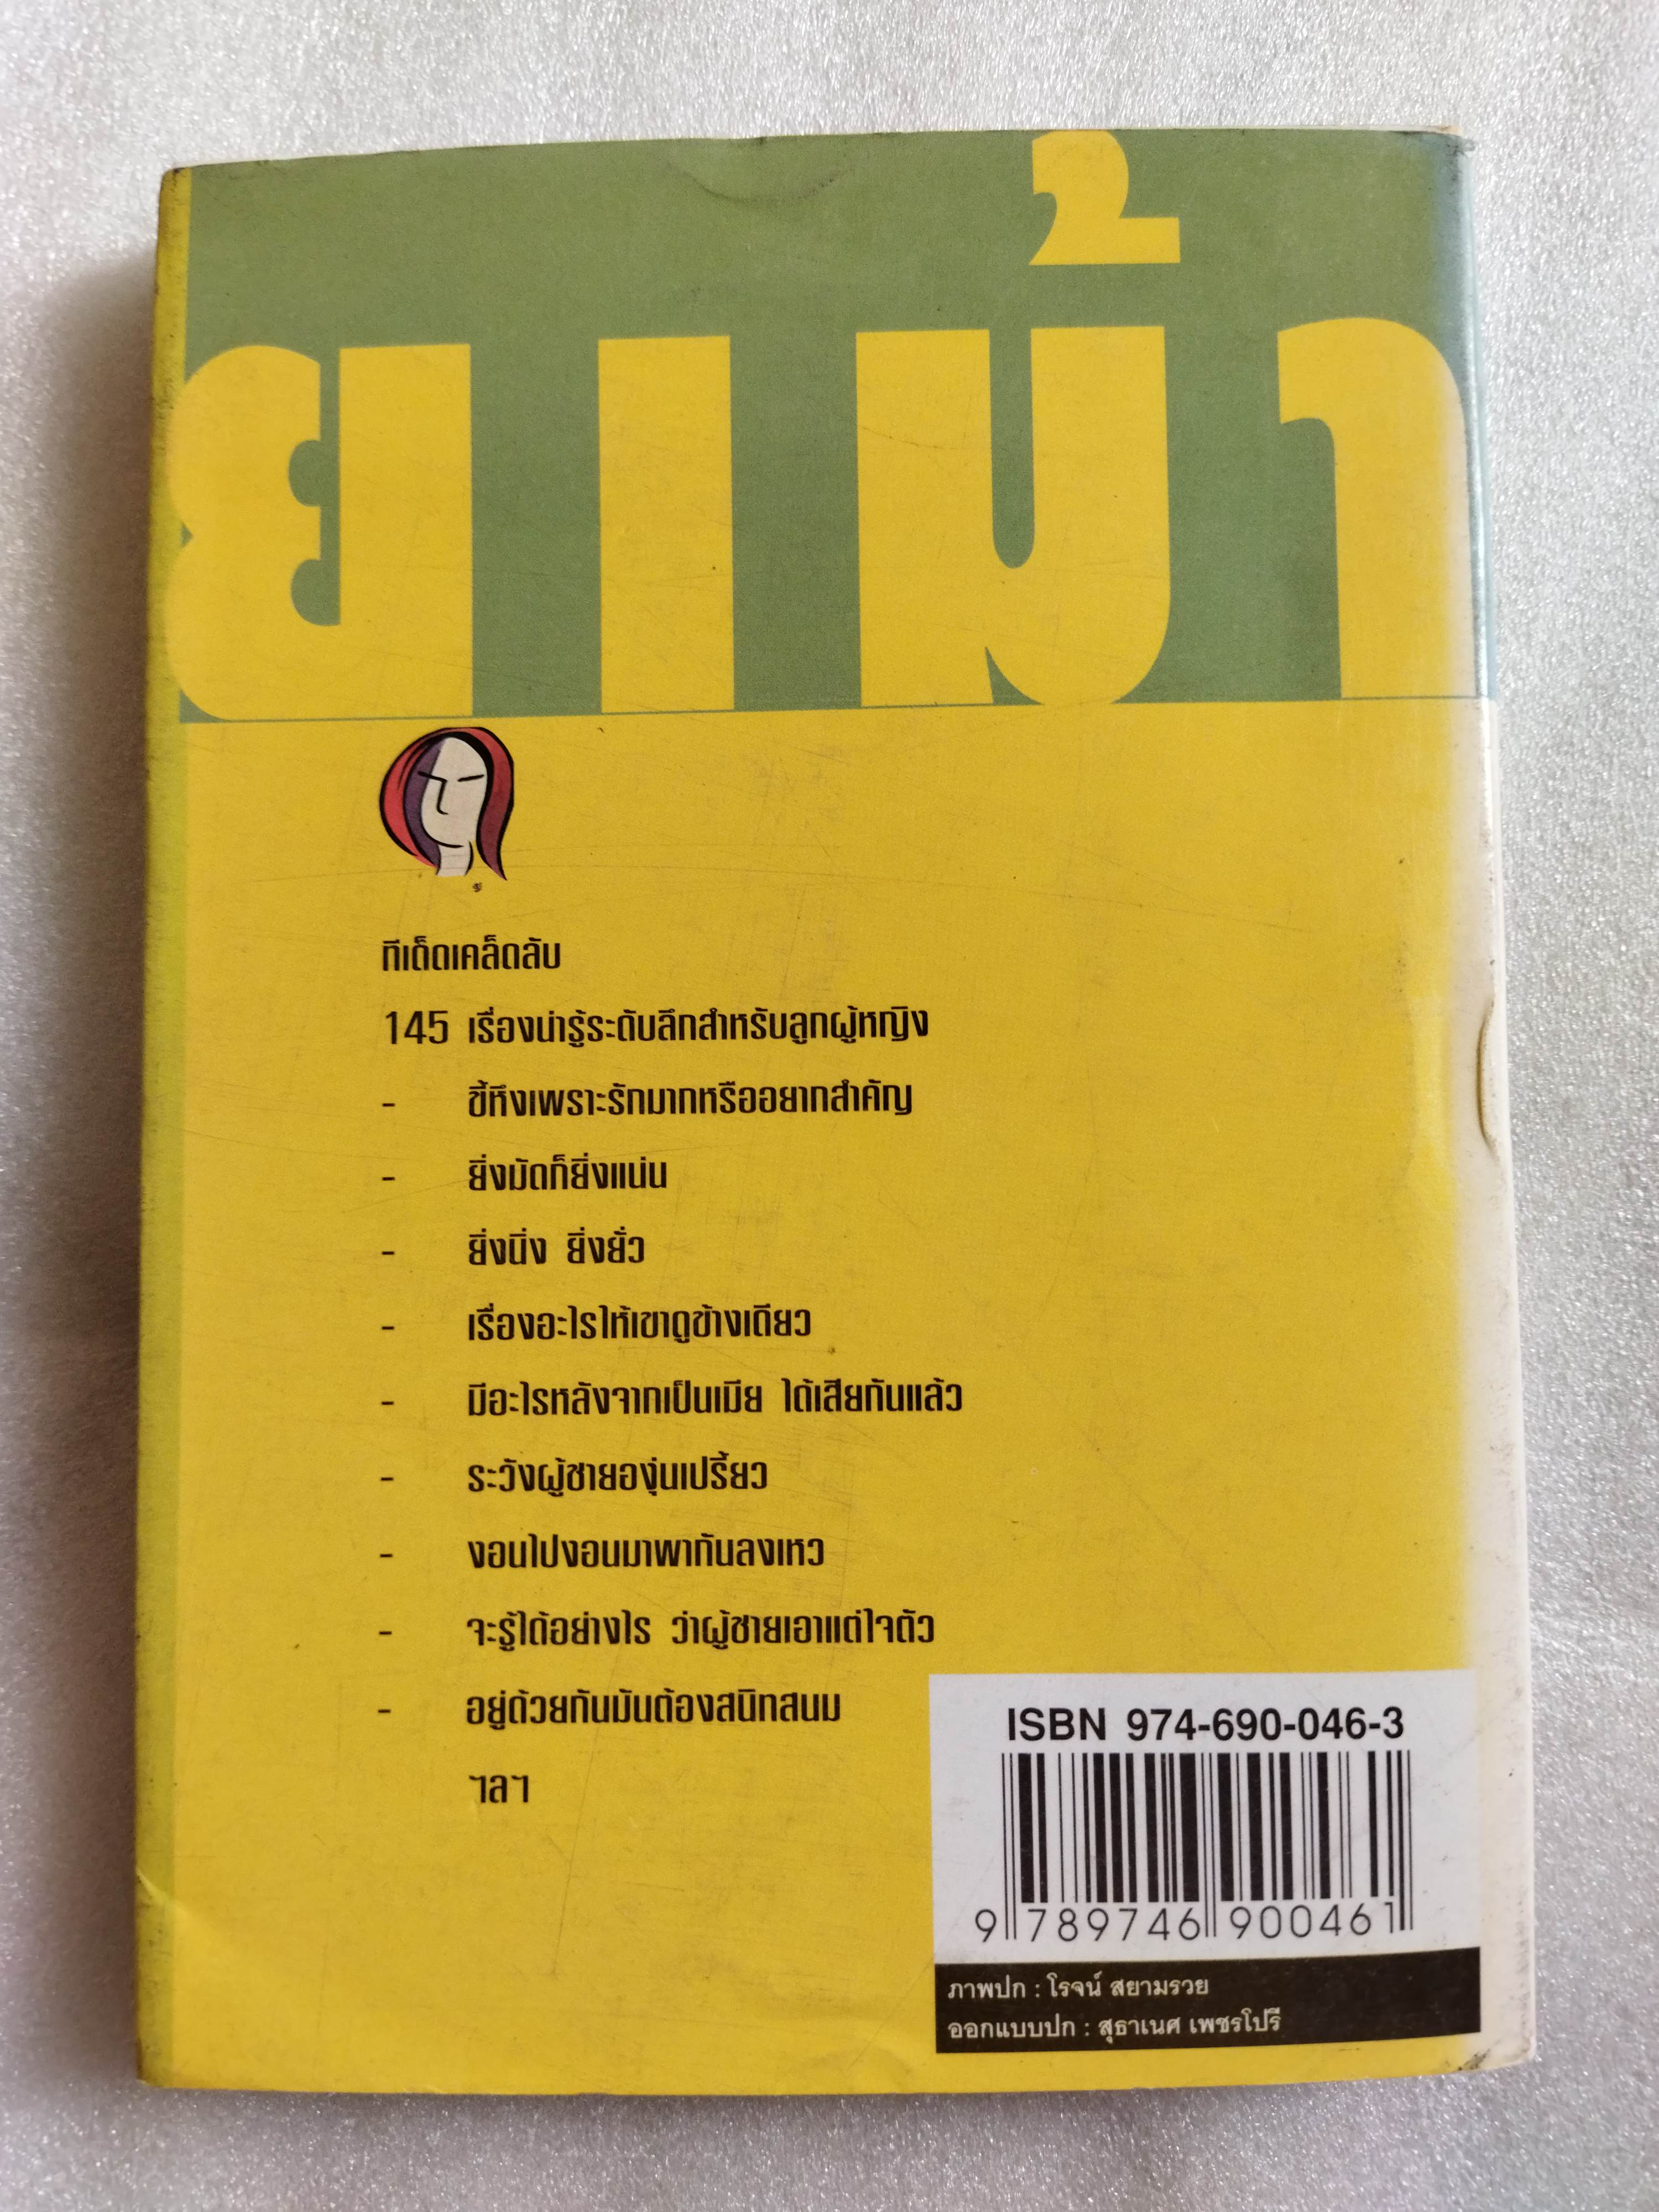 ยาม้า
ทีเด็ดเคล็ดลับ
145 เรื่องน่ารู้ระดับลึกสำหรับลูกผู้หญิง
- ขี้หึงเพราะรักมากหรืออยากสำคัญ
- ยิ่งมัดก็ยิ่งแน่น
- ยิ่งนิ่ง ยิ่งยั่ว
- เรื่องอะไรให้เขาดูข้างเดียว
- มีอะไรหลังจากเป็นเมีย ได้เสียกันแล้ว
- ระวังผู้ชายองุ่นเปรี้ยว
- งอนไปงอนมาพากันลงเหว
- จะรู้ได้อย่างไร ว่าผู้ชายเอาแต่ใจตัว
- อยู่ด้วยกันมันต้องสนิทสนม
ฯลฯ
ISBN 974-690-046-3
9 789746 900461
ภาพปก : โรจน์ สยามรวย
ออกแบบปก : สุธาเนศ เพชรโปรี